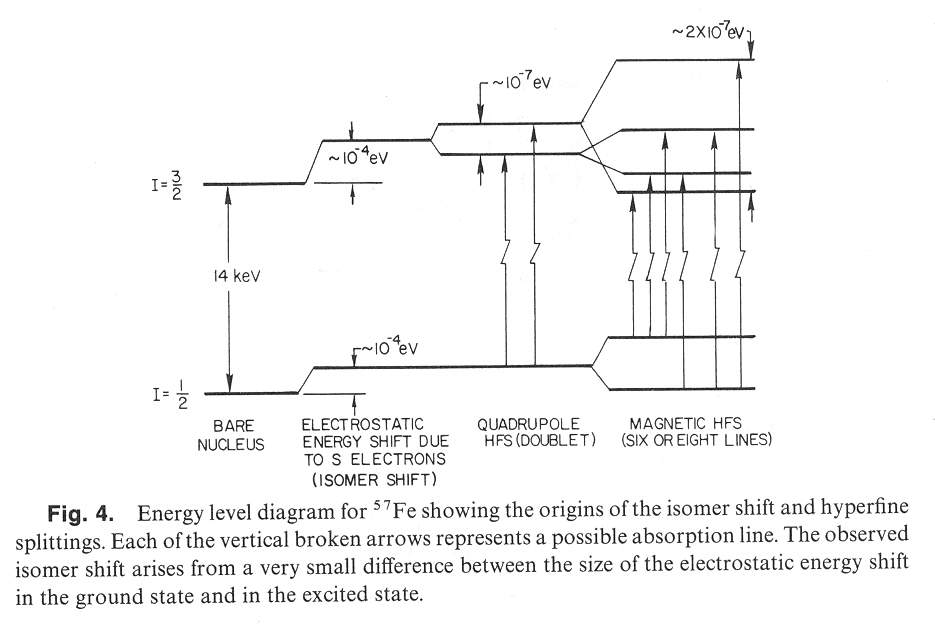 ~2X10⁻⁷eV
~10⁻⁷eV
~10⁻⁴eV
I= 3/2
14 keV
~10⁻⁴eV
I= 1/2
BARE
NUCLEUS
ELECTROSTATIC
ENERGY SHIFT DUE
TO S ELECTRONS
(ISOMER SHIFT)
QUADRUPOLE
HFS (DOUBLET)
MAGNETIC HFS
(SIX OR EIGHT LINES)
Fig. 4. Energy level diagram for ⁵⁷Fe showing the origins of the isomer shift and hyperfine
splittings. Each of the vertical broken arrows represents a possible absorption line. The observed
isomer shift arises from a very small difference between the size of the electrostatic energy shift
in the ground state and in the excited state.